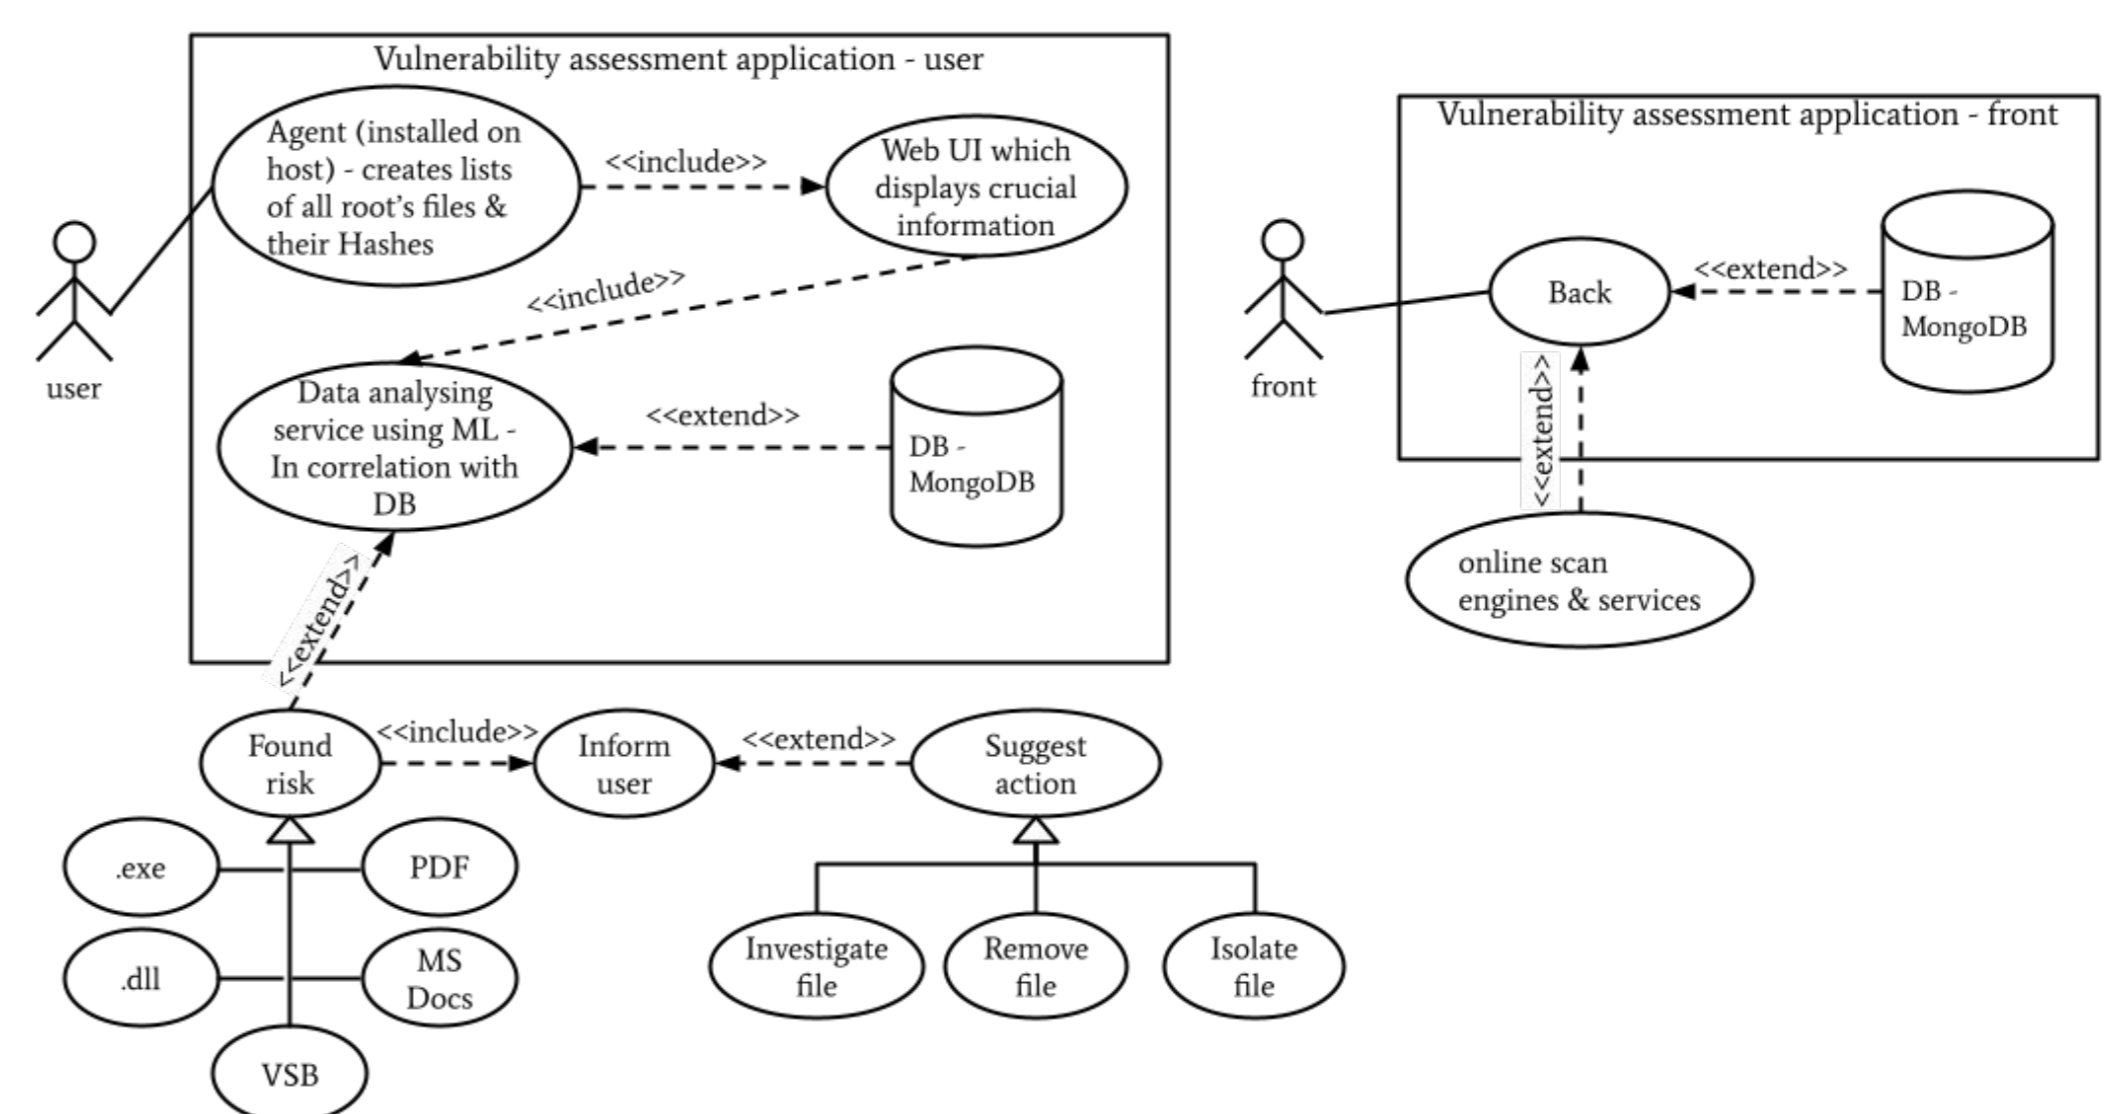 Vulnerability assessment application - user
Agent (installed on
host) - creates lists
of all root's files &
their Hashes
<<include>>
Web UI which
displays crucial
information
<<include>>
user
Data analysing
service using ML -
In correlation with
DB
<<extend>>
DB -
MongoDB
<<extend>>
Found
risk
<<include>>
Inform
user
<<extend>>
Suggest
action
.exe
PDF
.dll
MS
Docs
VSB
Investigate
file
Remove
file
Isolate
file
Vulnerability assessment application - front
front
Back
<<extend>>
DB -
MongoDB
<<extend>>
online scan
engines & services